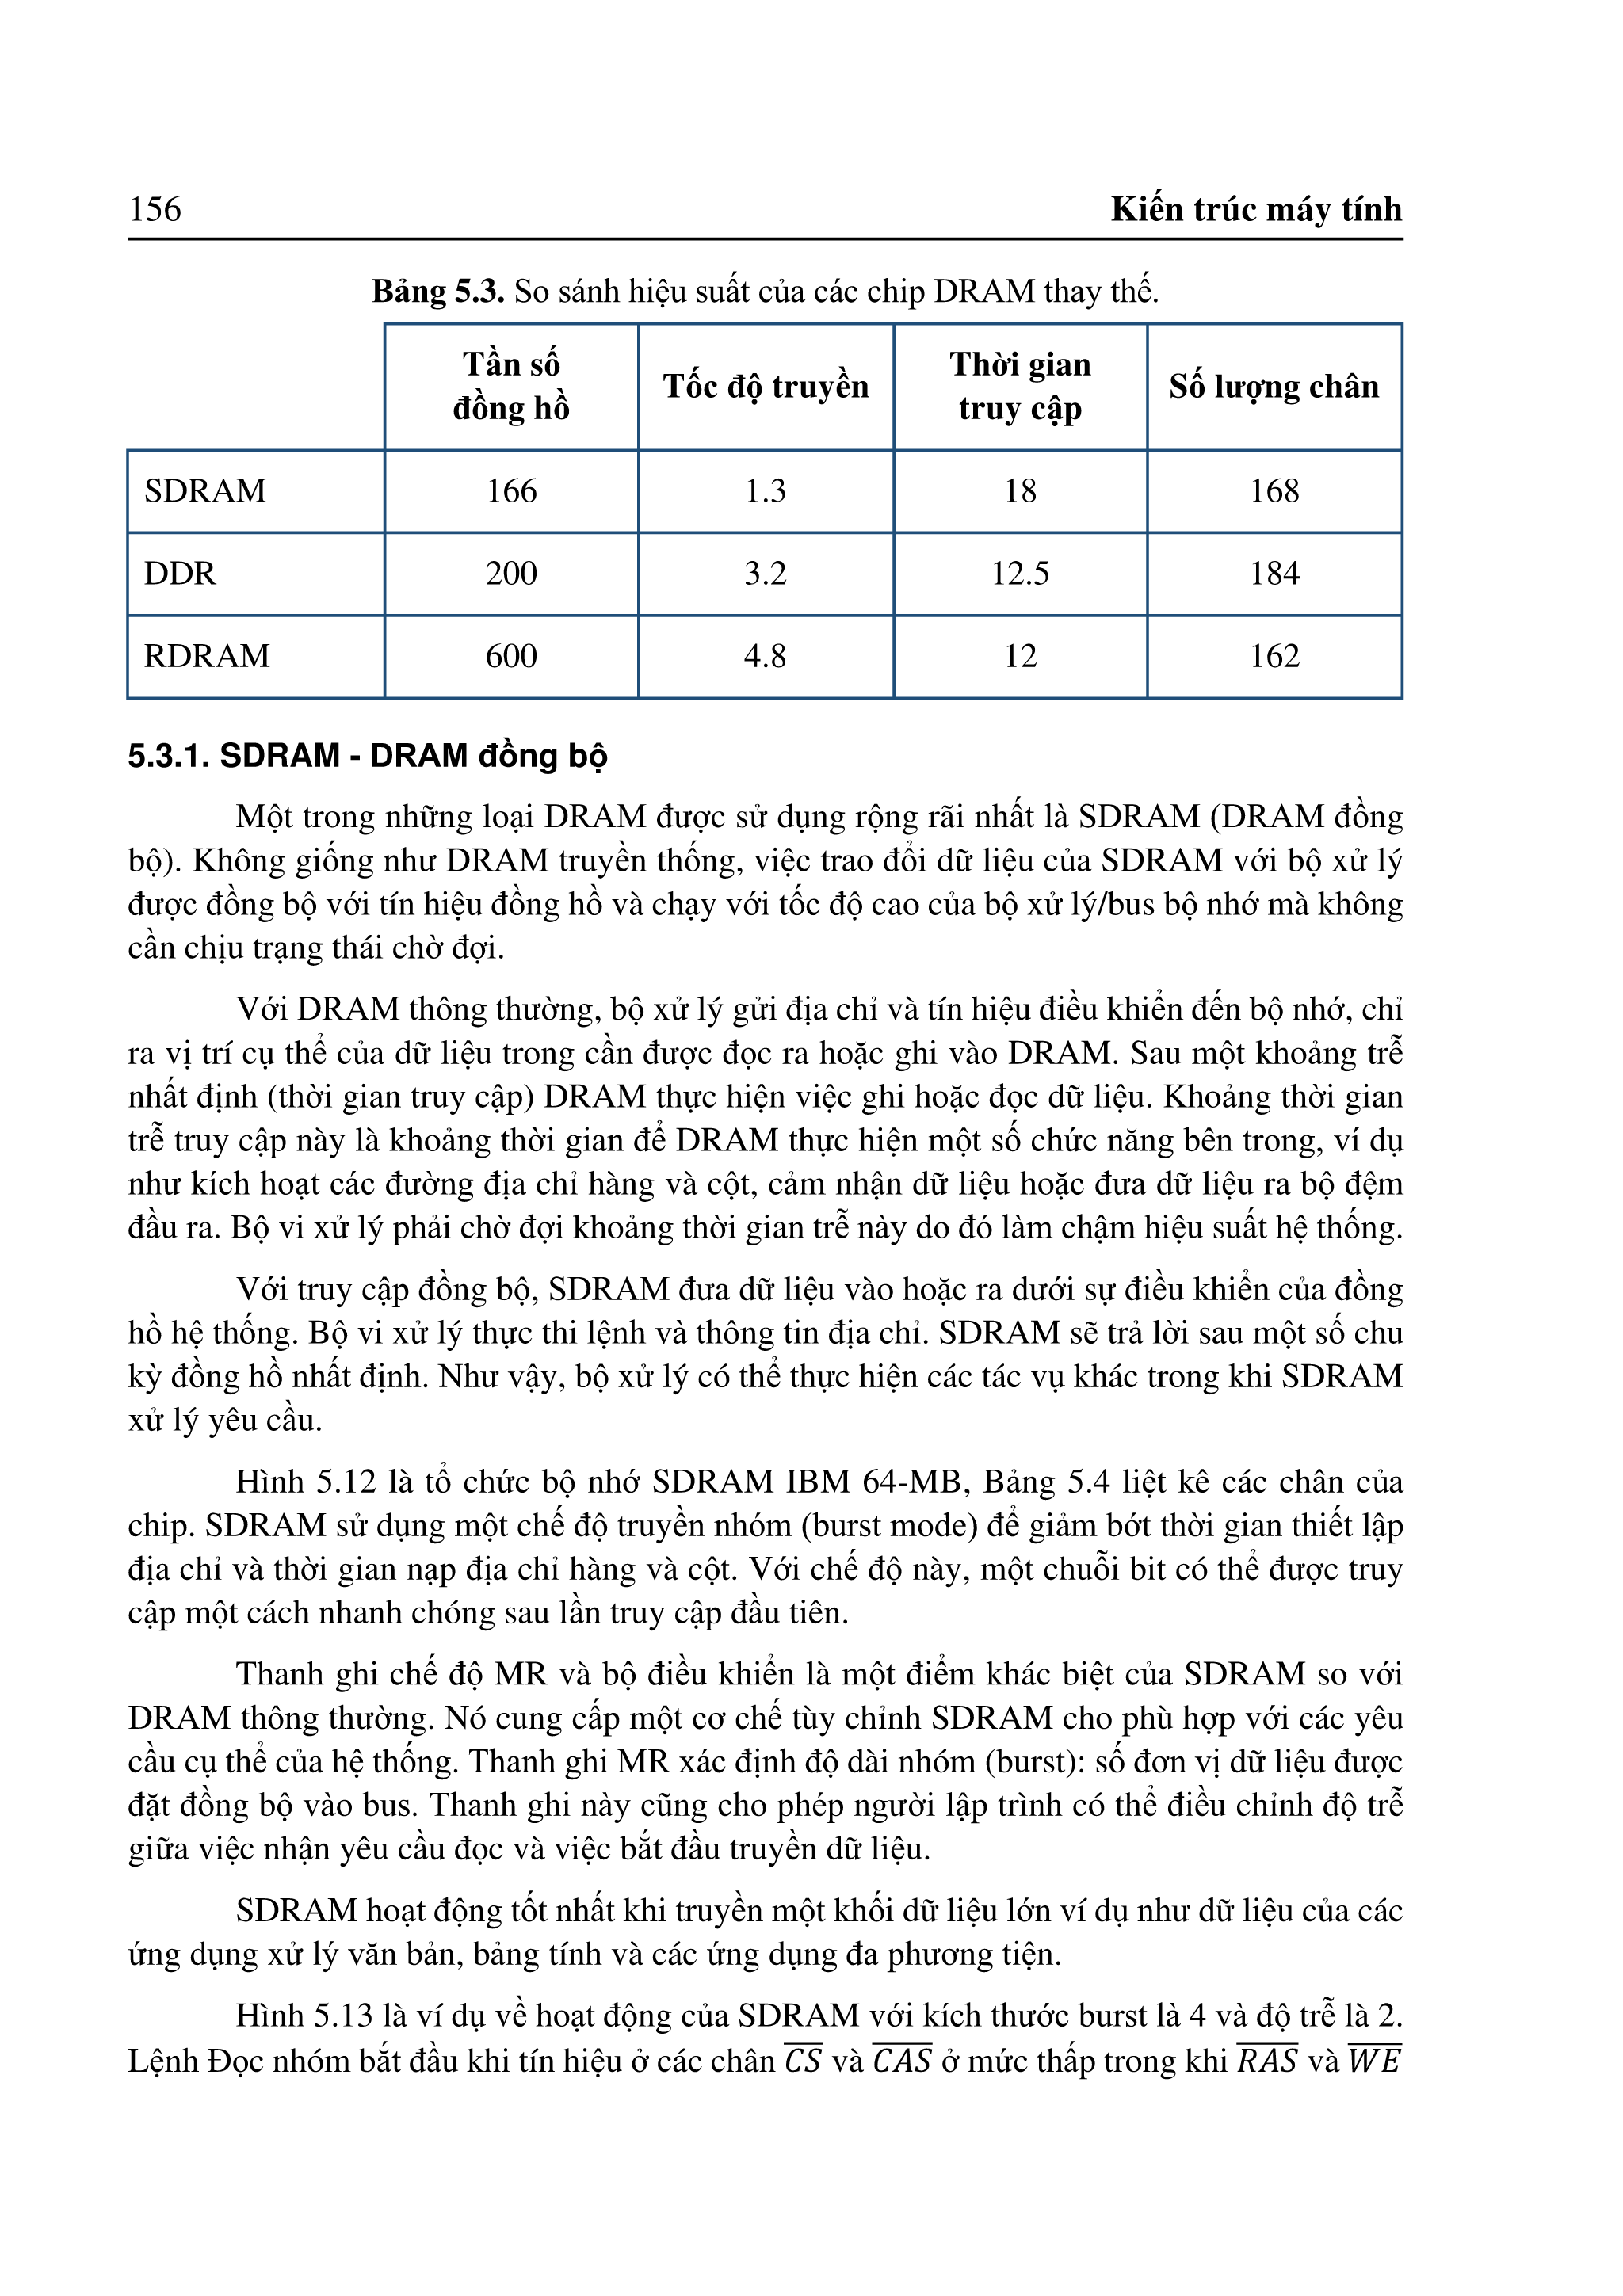 156 Kiến trúc máy tính
Bảng 5.3. So sánh hiệu suất của các chip DRAM thay thế.
Tần số đồng hồ Tốc độ truyền Thời gian truy cập Số lượng chân
SDRAM 166 1.3 18 168
DDR 200 3.2 12.5 184
RDRAM 600 4.8 12 162
5.3.1. SDRAM - DRAM đồng bộ
Một trong những loại DRAM được sử dụng rộng rãi nhất là SDRAM (DRAM đồng
bộ). Không giống như DRAM truyền thống, việc trao đổi dữ liệu của SDRAM với bộ xử lý
được đồng bộ với tín hiệu đồng hồ và chạy với tốc độ cao của bộ xử lý/bus bộ nhớ mà không
cần chịu trạng thái chờ đợi.
Với DRAM thông thường, bộ xử lý gửi địa chỉ và tín hiệu điều khiển đến bộ nhớ, chỉ
ra vị trí cụ thể của dữ liệu trong cần được đọc ra hoặc ghi vào DRAM. Sau một khoảng trễ
nhất định (thời gian truy cập) DRAM thực hiện việc ghi hoặc đọc dữ liệu. Khoảng thời gian
trễ truy cập này là khoảng thời gian để DRAM thực hiện một số chức năng bên trong, ví dụ
như kích hoạt các đường địa chỉ hàng và cột, cảm nhận dữ liệu hoặc đưa dữ liệu ra bộ đệm
đầu ra. Bộ vi xử lý phải chờ đợi khoảng thời gian trễ này do đó làm chậm hiệu suất hệ thống.
Với truy cập đồng bộ, SDRAM đưa dữ liệu vào hoặc ra dưới sự điều khiển của đồng
hồ hệ thống. Bộ vi xử lý thực thi lệnh và thông tin địa chỉ. SDRAM sẽ trả lời sau một số chu
kỳ đồng hồ nhất định. Như vậy, bộ xử lý có thể thực hiện các tác vụ khác trong khi SDRAM
xử lý yêu cầu.
Hình 5.12 là tổ chức bộ nhớ SDRAM IBM 64-MB, Bảng 5.4 liệt kê các chân của
chip. SDRAM sử dụng một chế độ truyền nhóm (burst mode) để giảm bớt thời gian thiết lập
địa chỉ và thời gian nạp địa chỉ hàng và cột. Với chế độ này, một chuỗi bit có thể được truy
cập một cách nhanh chóng sau lần truy cập đầu tiên.
Thanh ghi chế độ MR và bộ điều khiển là một điểm khác biệt của SDRAM so với
DRAM thông thường. Nó cung cấp một cơ chế tùy chỉnh SDRAM cho phù hợp với các yêu
cầu cụ thể của hệ thống. Thanh ghi MR xác định độ dài nhóm (burst): số đơn vị dữ liệu được
đặt đồng bộ vào bus. Thanh ghi này cũng cho phép người lập trình có thể điều chỉnh độ trễ
giữa việc nhận yêu cầu đọc và việc bắt đầu truyền dữ liệu.
SDRAM hoạt động tốt nhất khi truyền một khối dữ liệu lớn ví dụ như dữ liệu của các
ứng dụng xử lý văn bản, bảng tính và các ứng dụng đa phương tiện.
Hình 5.13 là ví dụ về hoạt động của SDRAM với kích thước burst là 4 và độ trễ là 2.
Lệnh Đọc nhóm bắt đầu khi tín hiệu ở các chân C̅S̅ và C̅A̅S̅ ở mức thấp trong khi R̅A̅S̅ và W̅E̅